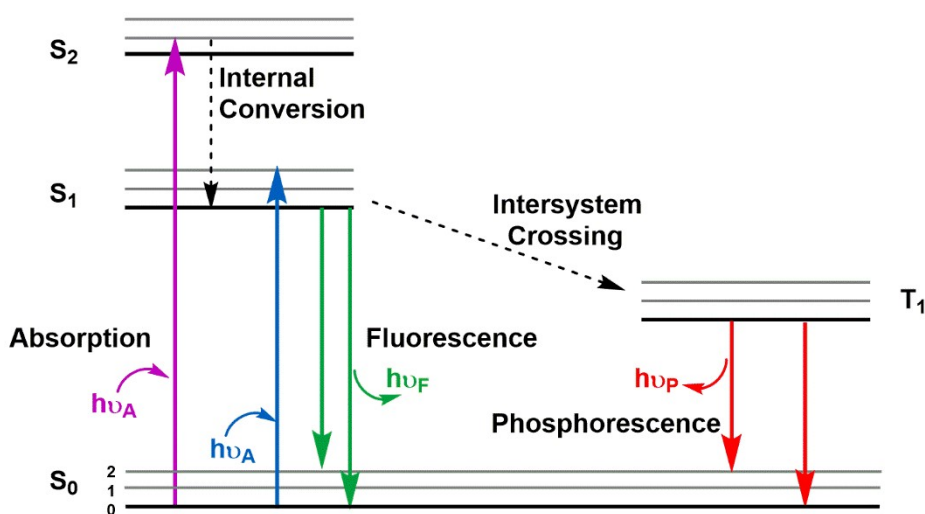 S₂
Internal
Conversion
S₁
Intersystem
Crossing
T₁
Absorption
Fluorescence
hυA
hυF
hυP
hυA
Phosphorescence
S₀
2
1
0